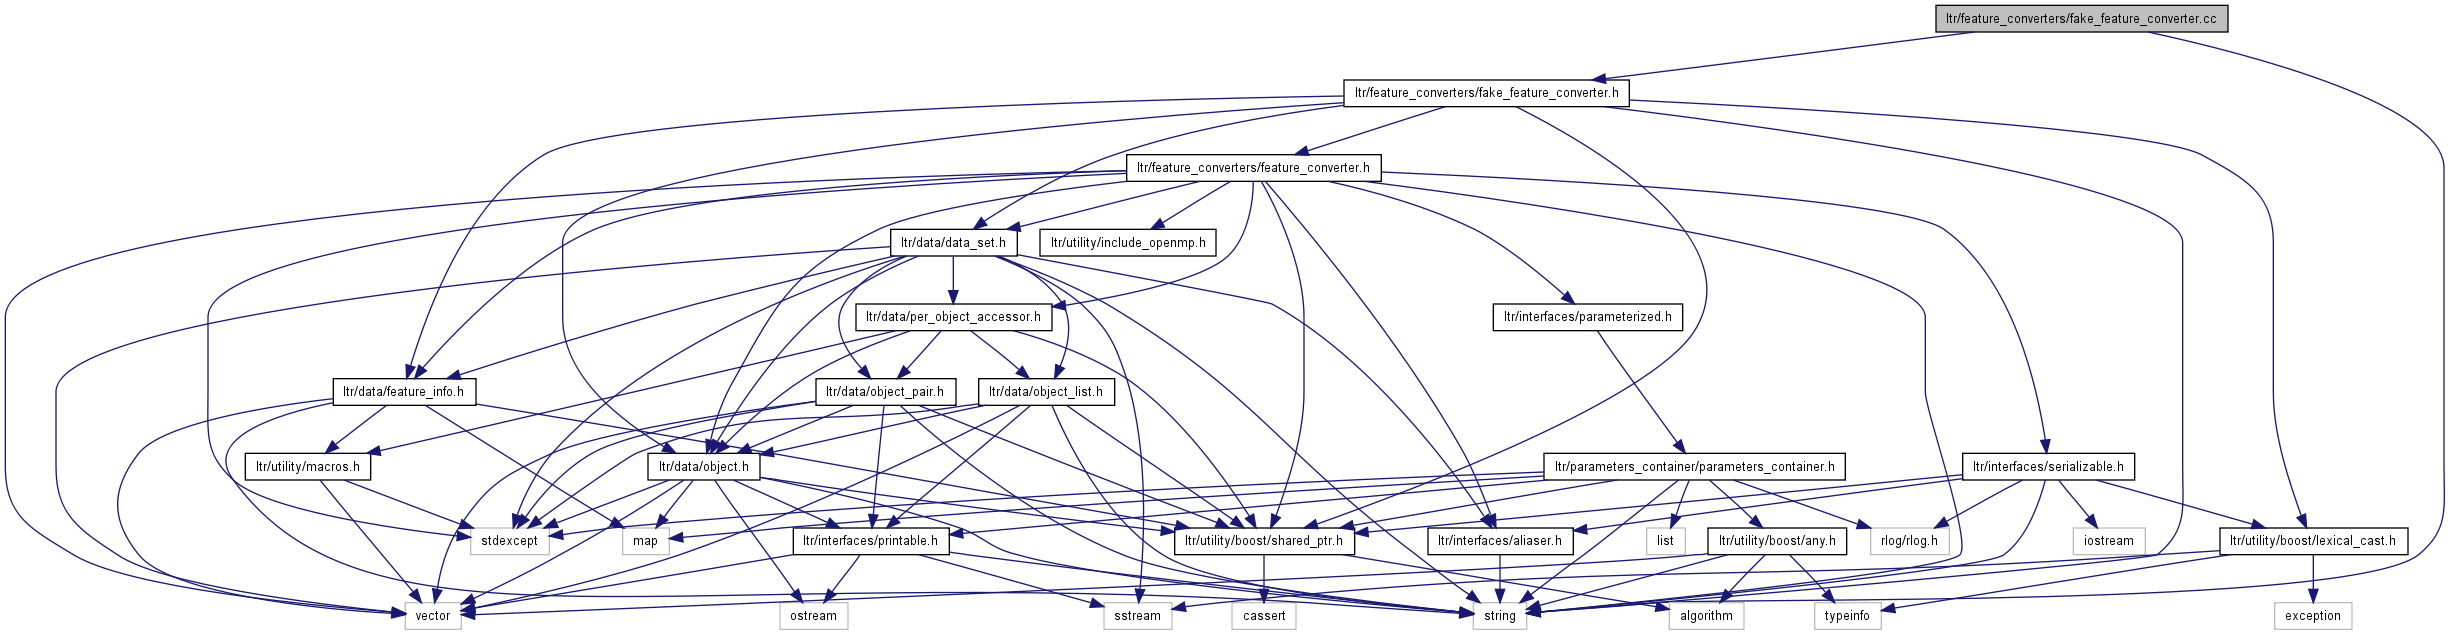 ltr/feature_converters/fake_feature_converter.cc
ltr/feature_converters/fake_feature_converter.h
ltr/feature_converters/feature_converter.h
ltr/data/data_set.h
ltr/utility/include_openmp.h
ltr/data/per_object_accessor.h
ltr/interfaces/parameterized.h
ltr/data/feature_info.h
ltr/data/object_pair.h
ltr/data/object_list.h
ltr/utility/macros.h
ltr/data/object.h
ltr/parameters_container/parameters_container.h
ltr/interfaces/serializable.h
stdexcept
map
ltr/interfaces/printable.h
ltr/utility/boost/shared_ptr.h
ltr/interfaces/aliaser.h
list
ltr/utility/boost/any.h
rlog/rlog.h
iostream
ltr/utility/boost/lexical_cast.h
vector
ostream
sstream
cassert
string
algorithm
typeinfo
exception